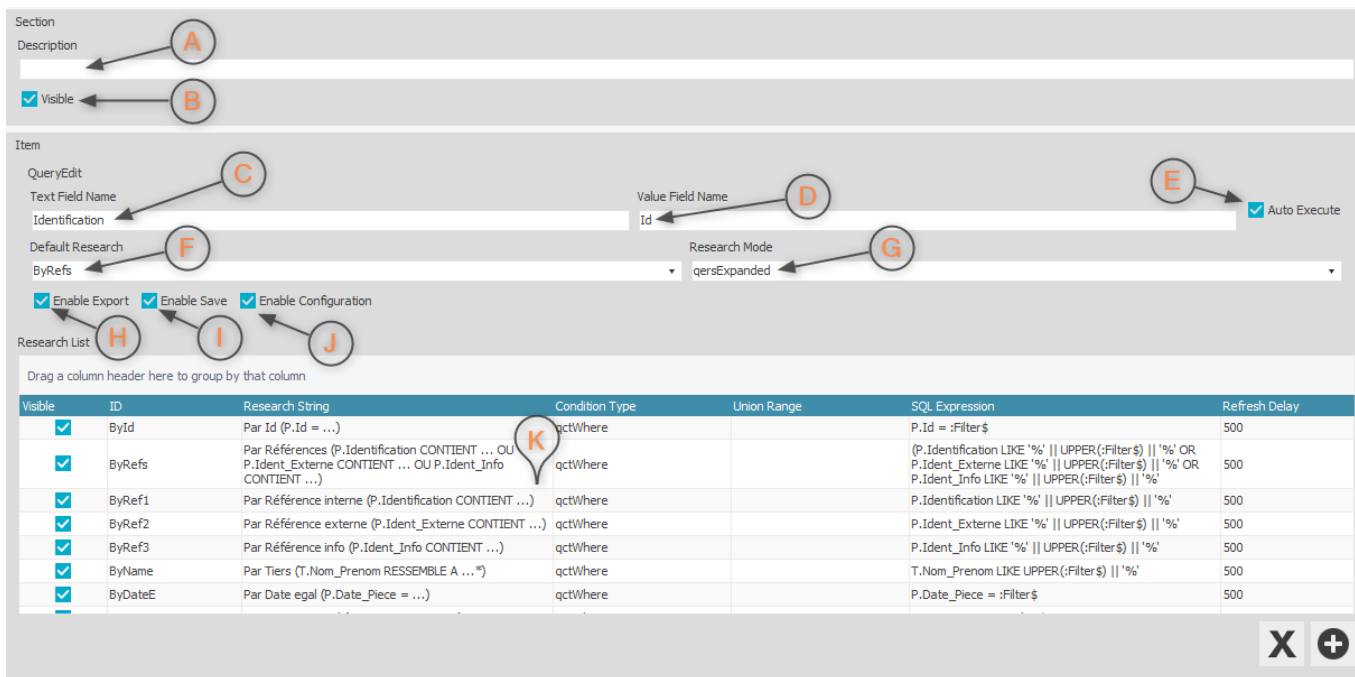 Section
Description
A
Visible
B
Item
QueryEdit
C
E
Text Field Name
Value Field Name
D
Identification
Id
Auto Execute
Default Research
F
Research Mode
G
ByRefs
qersExpanded
Enable Export Enable Save Enable Configuration
H
I
J
Research List
Drag a column header here to group by that column
Visible ID Research String Condition Type Union Range SQL Expression Refresh Delay
ById Par Id (P.Id = ...) qctWhere P.Id = :Filter$ 500
K
Par Références (P.Identification CONTIENT ... OU (P.Identification LIKE '%' || UPPER(:Filter$) || '%' OR
ByRefs P.Ident_Externe CONTIENT ... OU P.Ident_Info qctWhere P.Ident_Externe LIKE '%' || UPPER(:Filter$) || '%' OR 500
CONTIENT ...) P.Ident_Info LIKE '%' || UPPER(:Filter$) || '%'
ByRef1 Par Référence interne (P.Identification CONTIENT ...) qctWhere P.Identification LIKE '%' || UPPER(:Filter$) || '%' 500
ByRef2 Par Référence externe (P.Ident_Externe CONTIENT ...) qctWhere P.Ident_Externe LIKE '%' || UPPER(:Filter$) || '%' 500
ByRef3 Par Référence info (P.Ident_Info CONTIENT ...) qctWhere P.Ident_Info LIKE '%' || UPPER(:Filter$) || '%' 500
ByName Par Tiers (T.Nom_Prenom RESSEMBLE A ...*) qctWhere T.Nom_Prenom LIKE UPPER(:Filter$) || '%' 500
ByDateE Par Date egal (P.Date_Piece = ...) qctWhere P.Date_Piece = :Filter$ 500
X